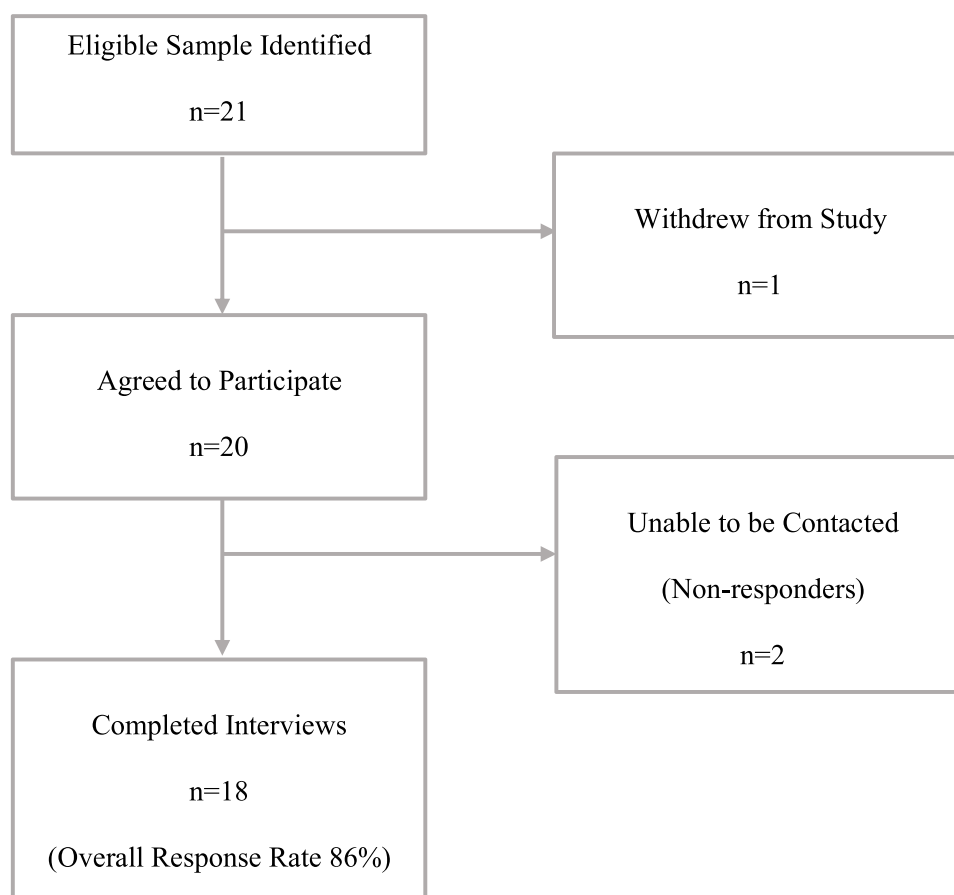 Eligible Sample Identified
n=21
Withdrew from Study
n=1
Agreed to Participate
n=20
Unable to be Contacted
(Non-responders)
n=2
Completed Interviews
n=18
(Overall Response Rate 86%)